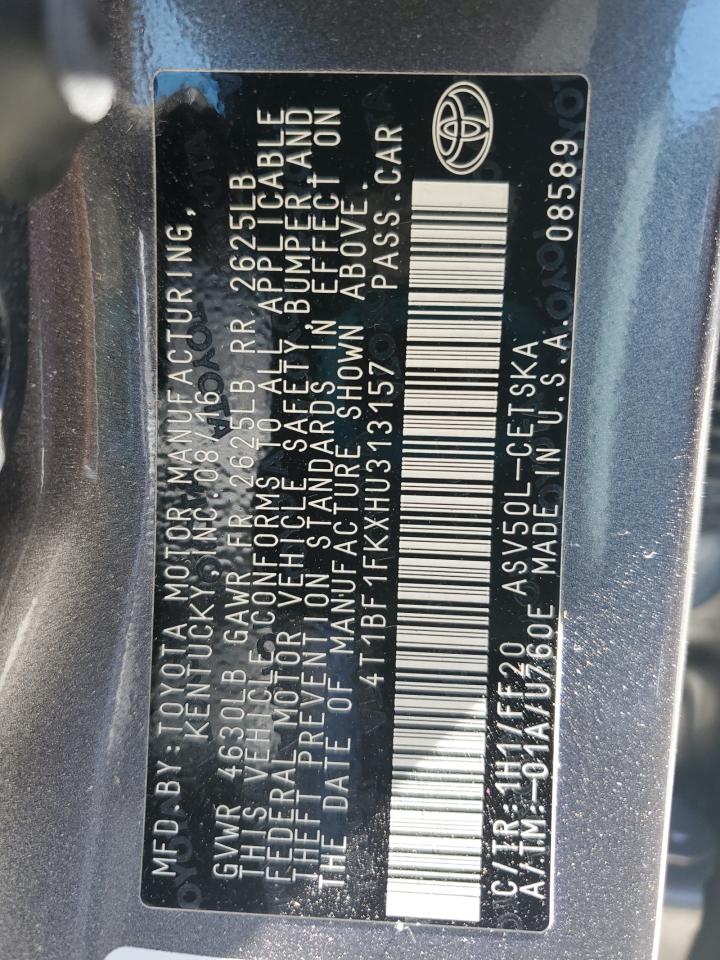 MFD.BY:TOYOTA MOTOR MANUFACTURING,
KENTUCKY, INC. 08/16
GVWR 4630LB GAWR FR 2625LB RR 2625LB
THIS VEHICLE CONFORMS TO ALL APPLICABLE
FEDERAL MOTOR VEHICLE SAFETY, BUMPER, AND
THEFT PREVENTION STANDARDS IN EFFECT ON
THE DATE OF MANUFACTURE SHOWN ABOVE.
4T1BF1FKXHU313157 PASS.CAR
C/TR:1H1/FF20 ASV50L-CETSKA
A/TM:-01A/U760E MADE IN U.S.A. 08589